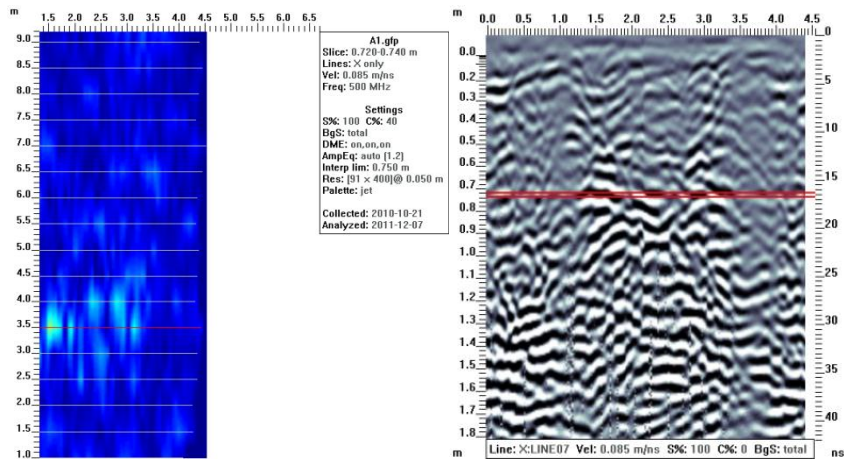 m
1.5 2.0 2.5 3.0 3.5 4.0 4.5 5.0 5.5 6.0 6.5
9.0
8.5
8.0
7.5
7.0
6.5
6.0
5.5
5.0
4.5
4.0
3.5
3.0
2.5
2.0
1.5
1.0
A1.gfp
Slice: 0.720-0.740 m
Lines: X only
Vel: 0.085 m/ns
Freq: 500 MHz
Settings
S%: 100 C%: 40
BgS: total
DME: on,on,on
AmpEq: auto (1.2)
Interp lim: 0.750 m
Res: [91 × 400]@ 0.050 m
Palette: jet
Collected: 2010-10-21
Analyzed: 2011-12-07
m 0.0 0.5 1.0 1.5 2.0 2.5 3.0 3.5 4.0 4.5
0.0
0.2
0.3
0.4
0.5
0.6
0.7
0.8
0.9
1.0
1.1
1.2
1.3
1.4
1.5
1.6
1.7
1.8
0
5
10
15
20
25
30
35
40
m Line: X:LINE07 Vel: 0.085 m/ns S%: 100 C%: 0 BgS: total ns